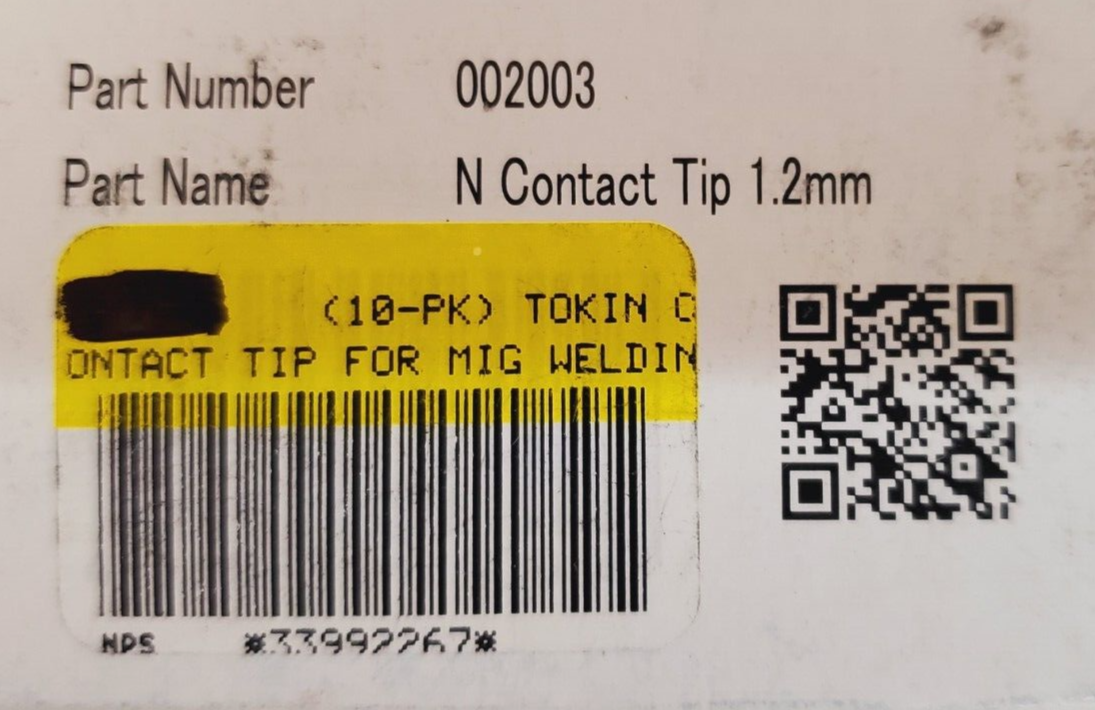 Part Number 002003
Part Name N Contact Tip 1.2mm
(10-PK) TOKIN C
ONTACT TIP FOR MIG WELDIN
NPS *33992267*